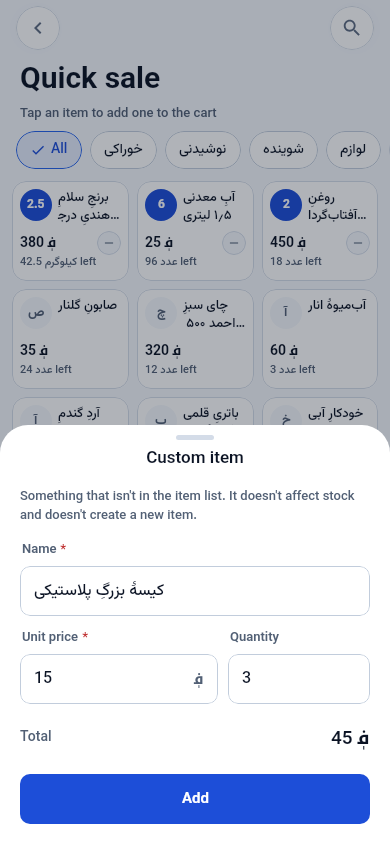 Quick sale
Tap an item to add one to the cart
All
خوراکی
نوشیدنی
شوینده
لوازم
2.5
برنج سلام
هندیِ درجـ…
380 ؋
42.5 کیلوگرم left
6
آب معدنی
۱٫۵ لیتری
25 ؋
96 عدد left
2
روغنِ
آفتاب‌گردا…
450 ؋
18 عدد left
ص
صابونِ گلنار
35 ؋
24 عدد left
چ
چای سبزِ
احمد ۵۰۰…
320 ؋
12 عدد left
آ
آب‌میوهٔ انار
60 ؋
3 عدد left
آ
آردِ گندمِ
ب
باتریِ قلمی
خ
خودکارِ آبی
Custom item
Something that isn't in the item list. It doesn't affect stock
and doesn't create a new item.
Name *
کیسهٔ بزرگِ پلاستیکی
Unit price *
Quantity
15 ؋
3
Total
45 ؋
Add